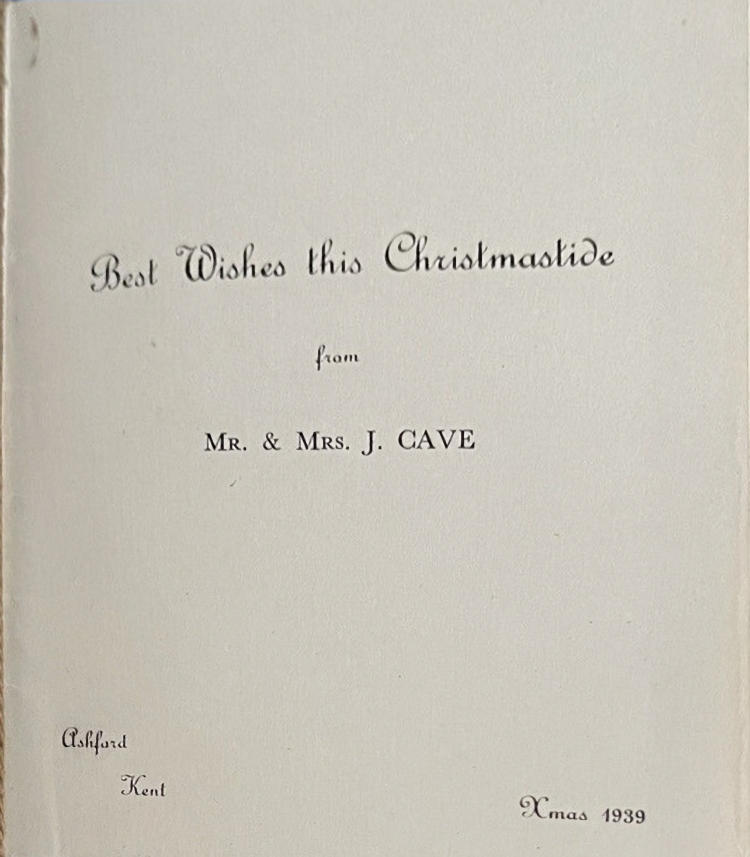 Best Wishes this Christmastide
from
Mr. & Mrs. J. CAVE
Ashford
Kent
Xmas 1939